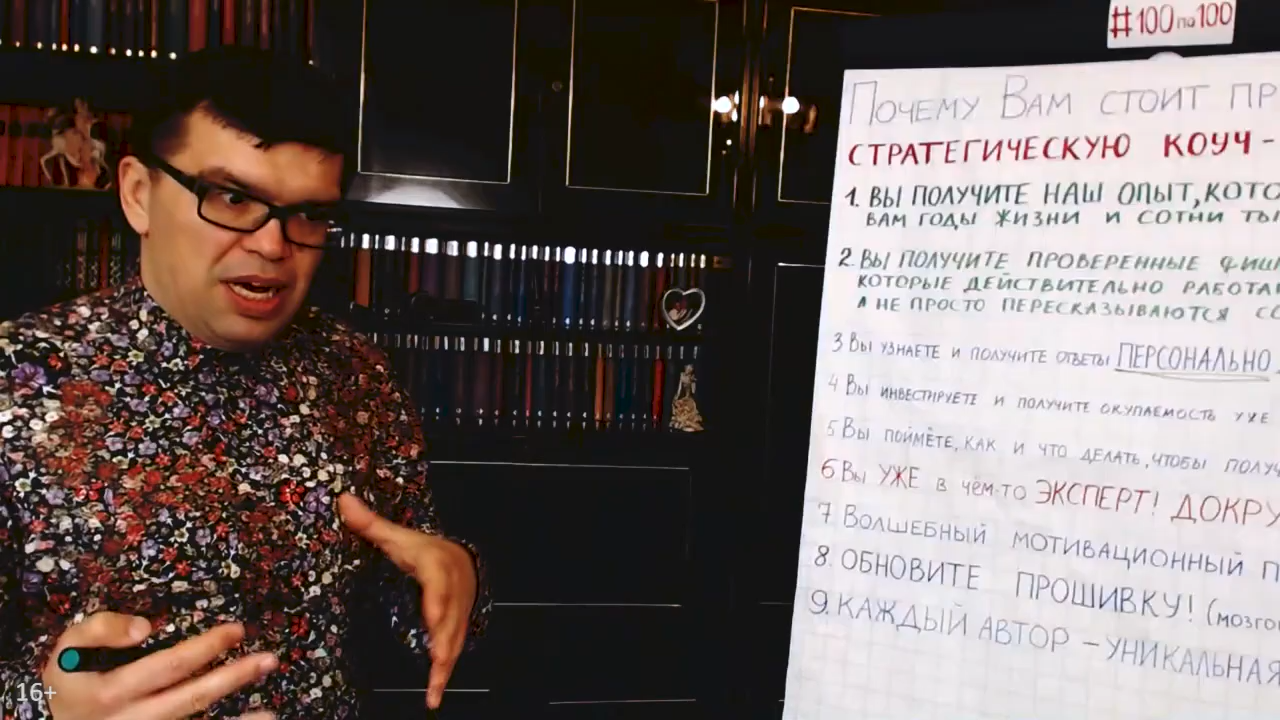 #100по100
Почему Вам стоит пр
СТРАТЕГИЧЕСКУЮ КОУЧ-
1. ВЫ ПОЛУЧИТЕ НАШ ОПЫТ, КОТО
ВАМ ГОДЫ ЖИЗНИ И СОТНИ ТЫ
2. ВЫ ПОЛУЧИТЕ ПРОВЕРЕННЫЕ ФИШ
КОТОРЫЕ ДЕЙСТВИТЕЛЬНО РАБОТА
А НЕ ПРОСТО ПЕРЕСКАЗЫВАЮТСЯ СО
3 Вы узнаете и получите ответы ПЕРСОНАЛЬНО
4 Вы инвестируете и получите окупаемость уже
5 Вы поймёте, как и что делать, чтобы получ
6 Вы УЖЕ в чём-то ЭКСПЕРТ! ДОКРУ
7 Волшебный мотивационный п
8. ОБНОВИТЕ ПРОШИВКУ! (мозго
9. КАЖДЫЙ АВТОР - УНИКАЛЬНАЯ
16+